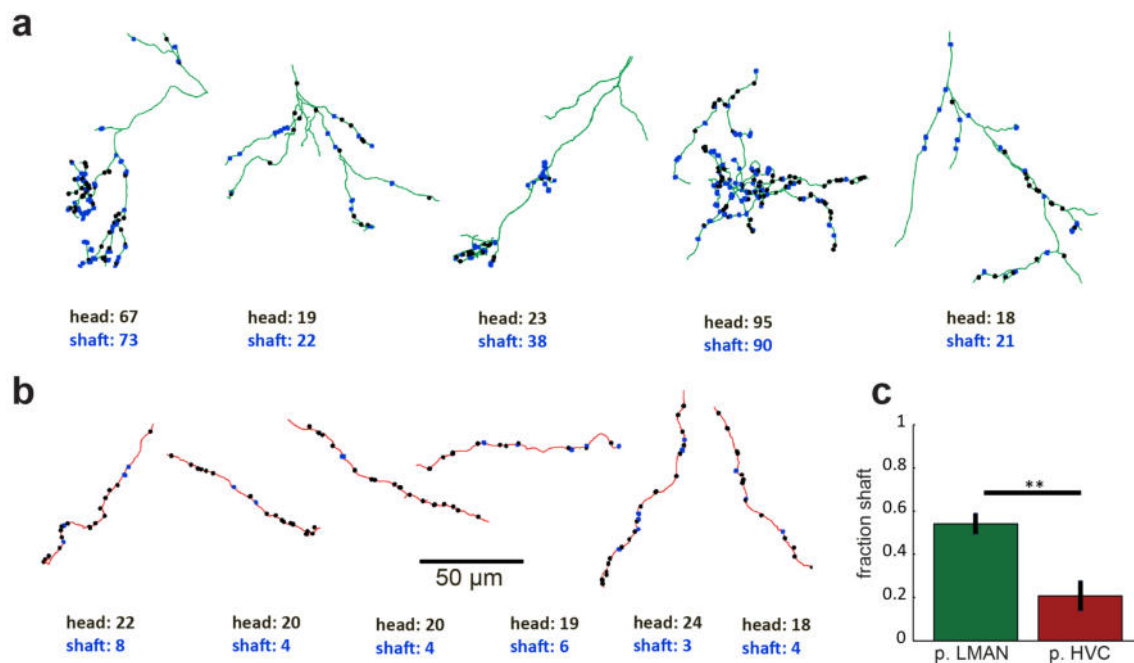 a
head: 67
shaft: 73
head: 19
shaft: 22
head: 23
shaft: 38
head: 95
shaft: 90
head: 18
shaft: 21
b
50 µm
head: 22
shaft: 8
head: 20
shaft: 4
head: 20
shaft: 4
head: 19
shaft: 6
head: 24
shaft: 3
head: 18
shaft: 4
c
fraction shaft
1
0.8
0.6
0.4
0.2
0
**
p. LMAN
p. HVC